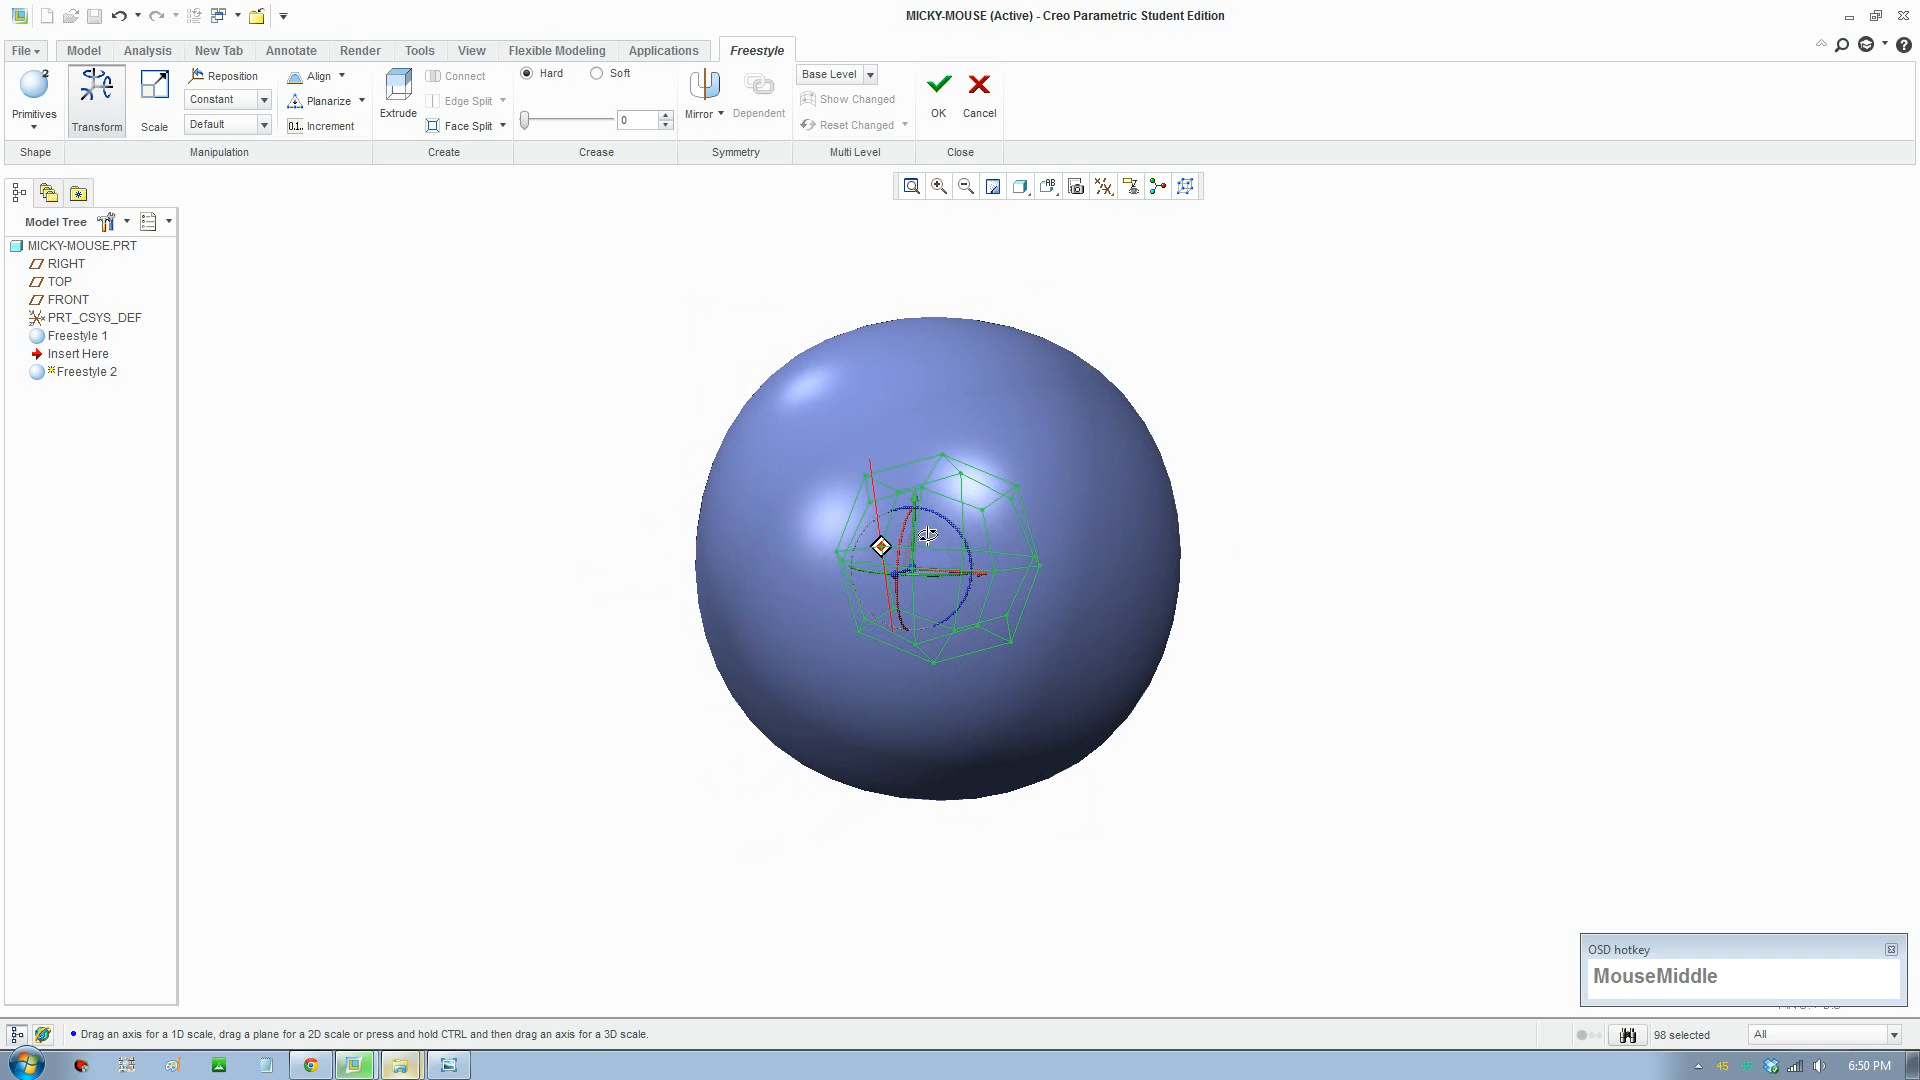 MICKY-MOUSE (Active) - Creo Parametric Student Edition
File Model Analysis New Tab Annotate Render Tools View Flexible Modeling Applications Freestyle
Primitives
Transform
Scale
Reposition
Constant
Default
Align
Planarize
0.1.. Increment
Extrude
Connect
Edge Split
Face Split
Hard Soft
0
Mirror
Dependent
Base Level
Show Changed
Reset Changed
OK
Cancel
Shape Manipulation Create Crease Symmetry Multi Level Close
Model Tree
MICKY-MOUSE.PRT
RIGHT
TOP
FRONT
PRT_CSYS_DEF
Freestyle 1
Insert Here
Freestyle 2
OSD hotkey
MouseMiddle
Drag an axis for a 1D scale, drag a plane for a 2D scale or press and hold CTRL and then drag an axis for a 3D scale.
98 selected
All
45
6:50 PM